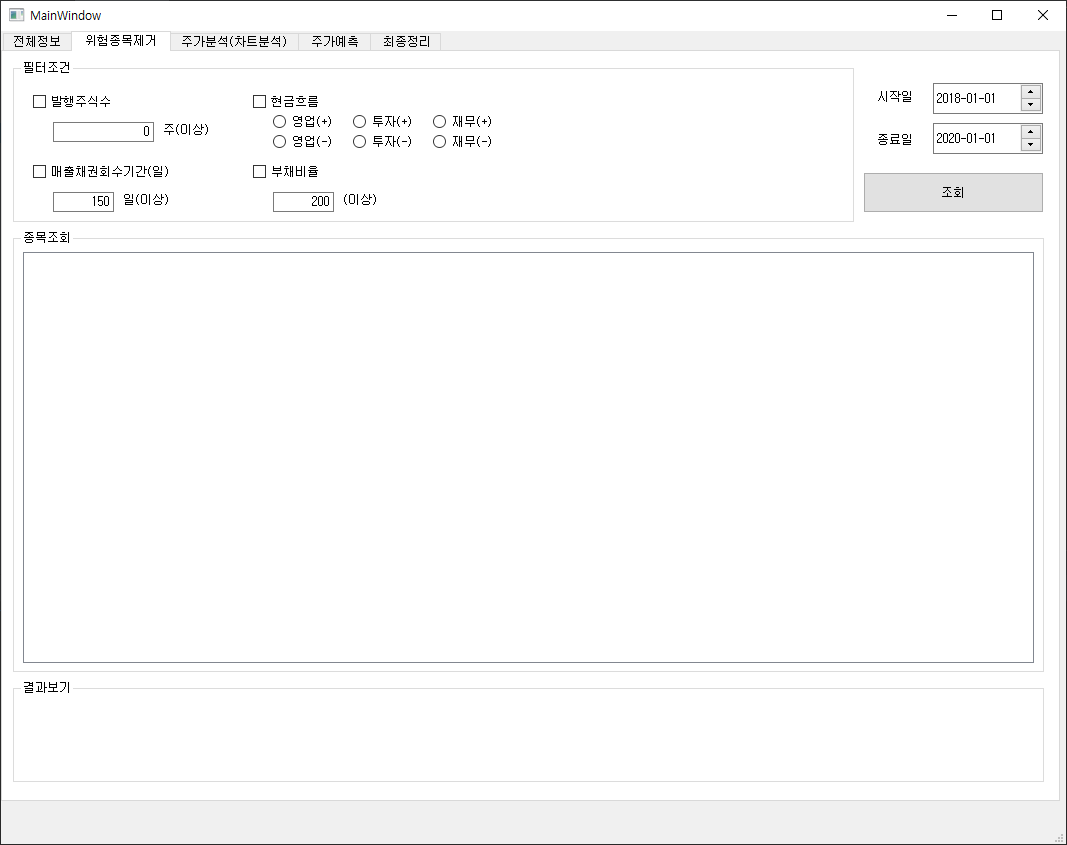 MainWindow
전체정보 위험종목제거 주가분석(차트분석) 주가예측 최종정리
필터조건
발행주식수 현금흐름
0 주(이상) 영업(+) 투자(+) 재무(+)
영업(-) 투자(-) 재무(-)
매출채권회수기간(일) 부채비율
150 일(이상) 200 (이상)
시작일 2018-01-01
종료일 2020-01-01
조회
종목조회
결과보기